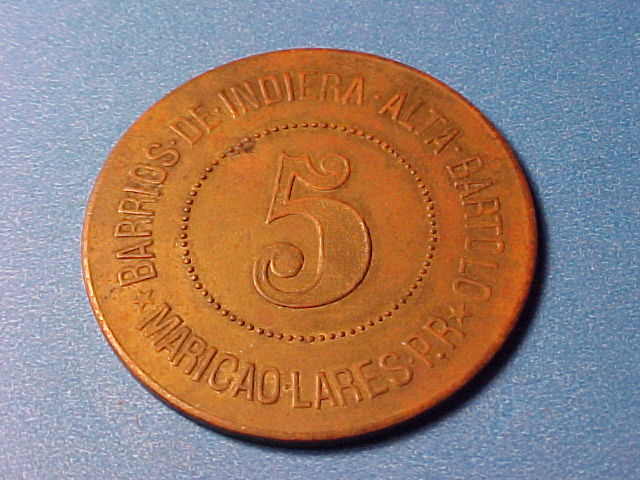 BARRIOS·DE·INDIERA·ALTA·BARTOLO
5
★MARICAO·LARES·P.R★